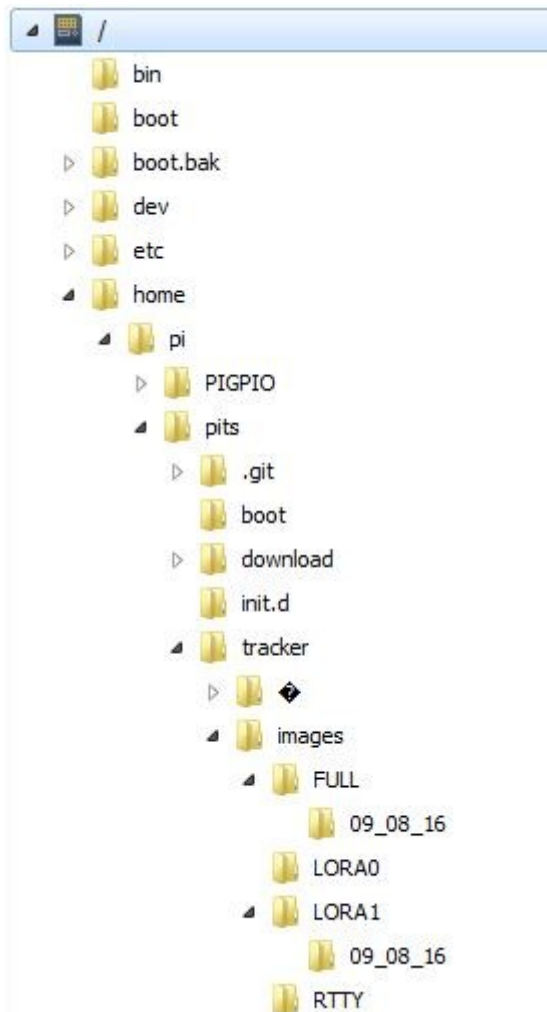 /
bin
boot
boot.bak
dev
etc
home
pi
PIGPIO
pits
.git
boot
download
init.d
tracker
�
images
FULL
09_08_16
LORA0
LORA1
09_08_16
RTTY